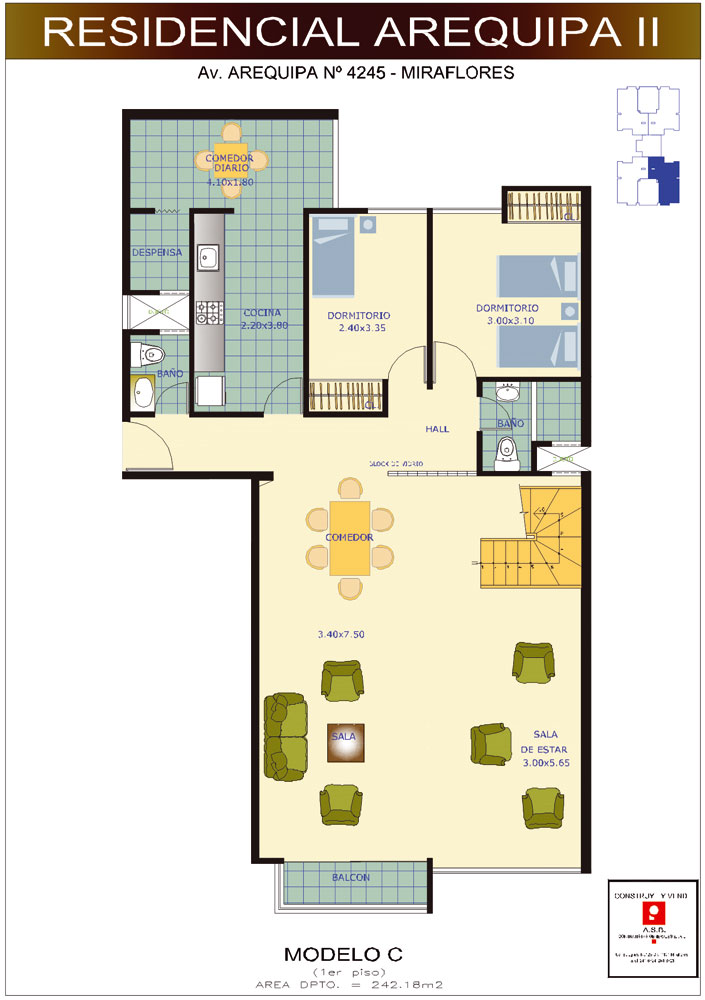 RESIDENCIAL AREQUIPA II
Av. AREQUIPA Nº 4245 - MIRAFLORES
COMEDOR
DIARIO
4.10x1.80
CL.
DESPENSA
DORMITORIO
3.00x3.10
COCINA
2.20x3.80
DORMITORIO
2.40x3.35
BAÑO
CL.
BAÑO
HALL
BLOCK DE VIDRIO
COMEDOR
3.40x7.50
SALA
SALA
DE ESTAR
3.00x5.65
BALCON
CONSTRUYE Y VENDE
A.S.B.
MODELO C
(1er piso)
AREA DPTO. = 242.18m2